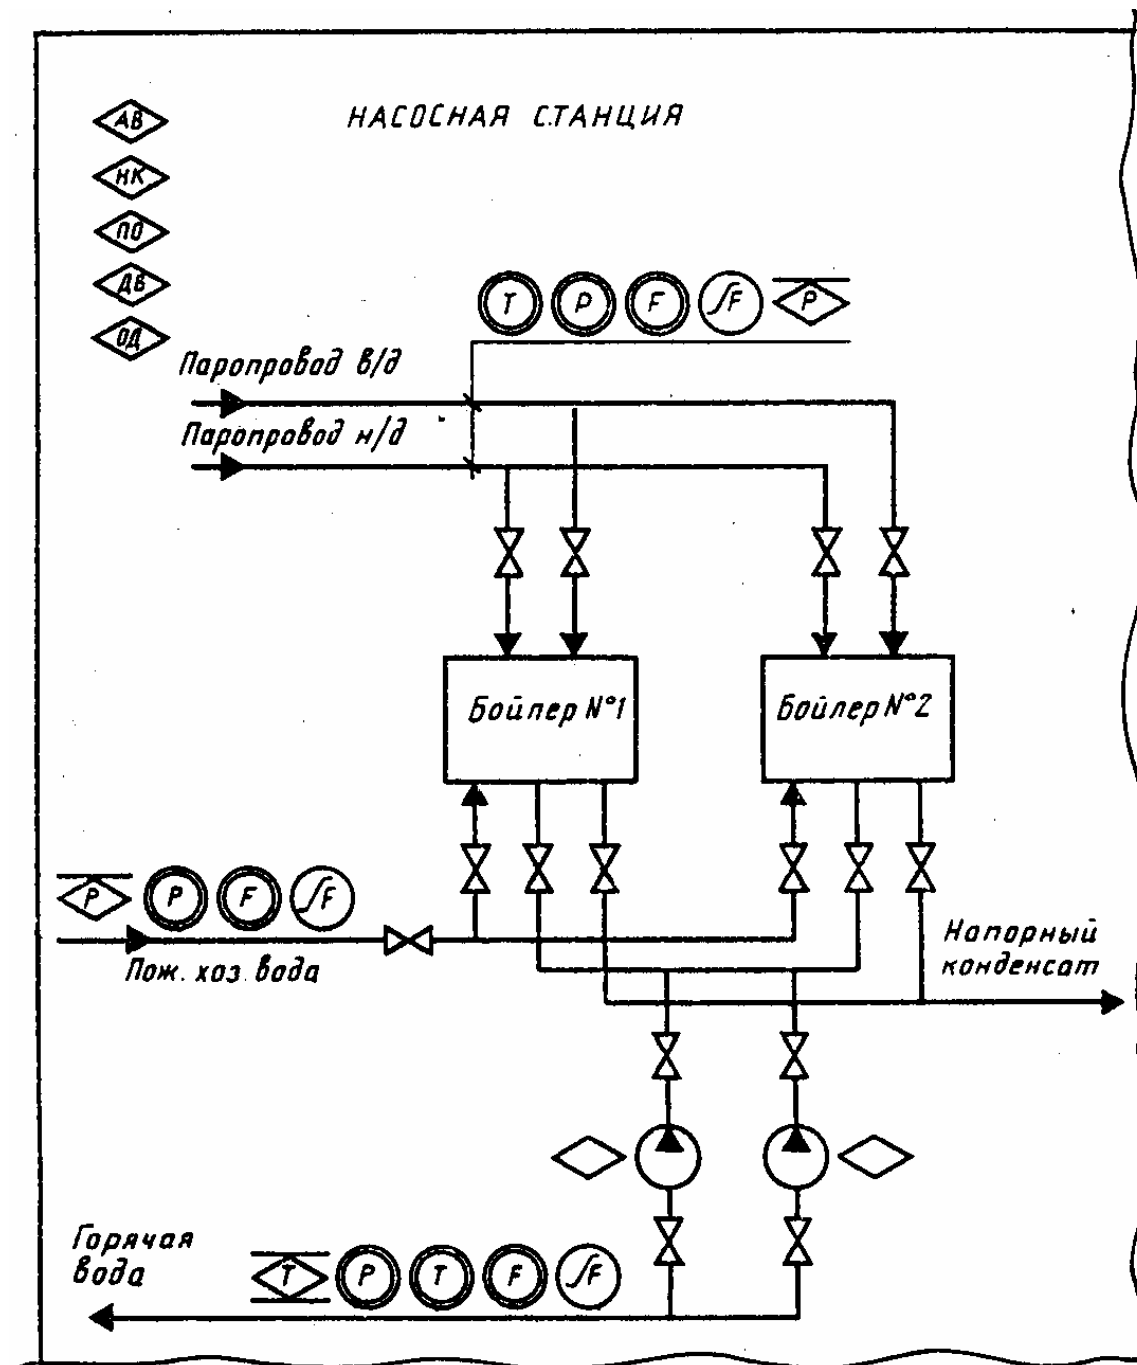 АВ
НАСОСНАЯ СТАНЦИЯ
НК
ПО
ДВ
ОД
T P F ∫F P
Паропровод в/д
Паропровод н/д
Бойлер №1
Бойлер №2
P P F ∫F
Пож. хоз. вода
Напорный
конденсат
Горячая
вода
T P T F ∫F